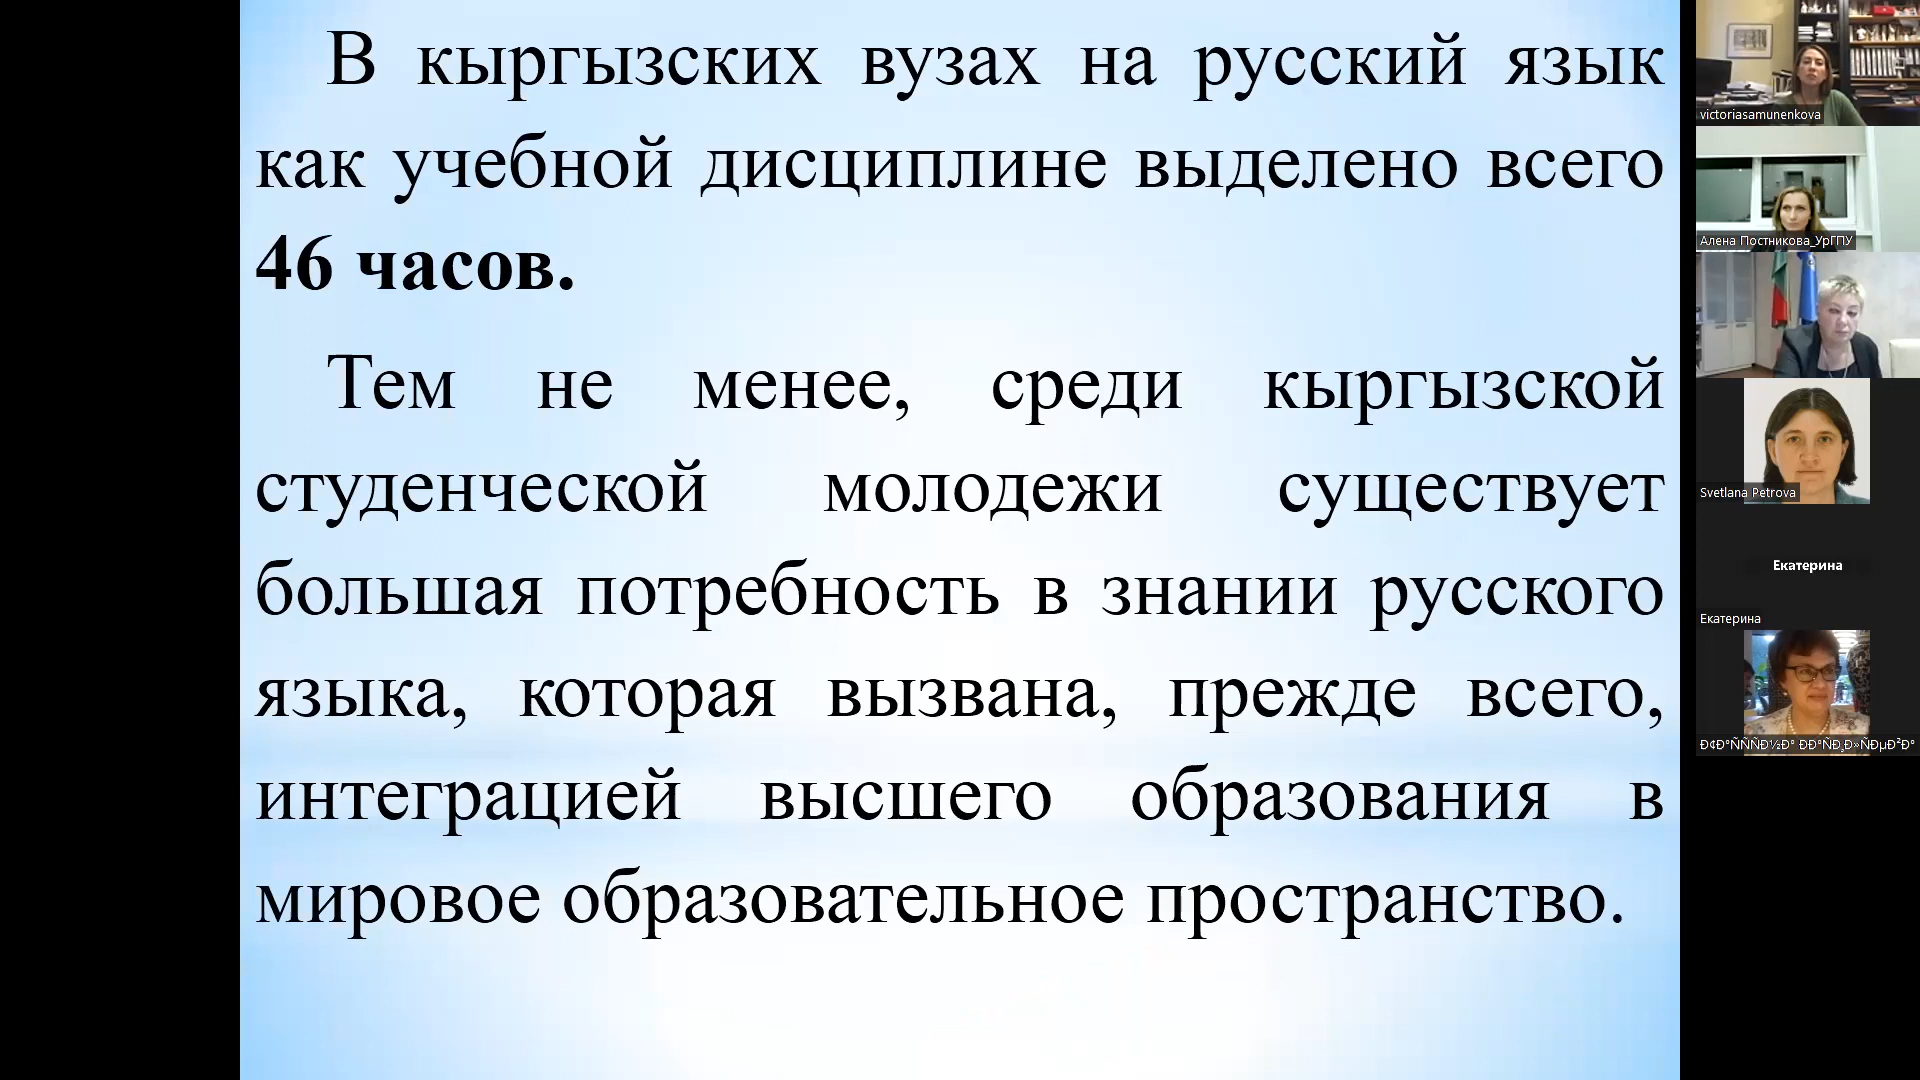 В кыргызских вузах на русский язык
как учебной дисциплине выделено всего
46 часов.
Тем не менее, среди кыргызской
студенческой молодежи существует
большая потребность в знании русского
языка, которая вызвана, прежде всего,
интеграцией высшего образования в
мировое образовательное пространство.
victoriasamunenkova
Алена Постникова_УрГПУ
Svetlana Petrova
Екатерина
Екатерина